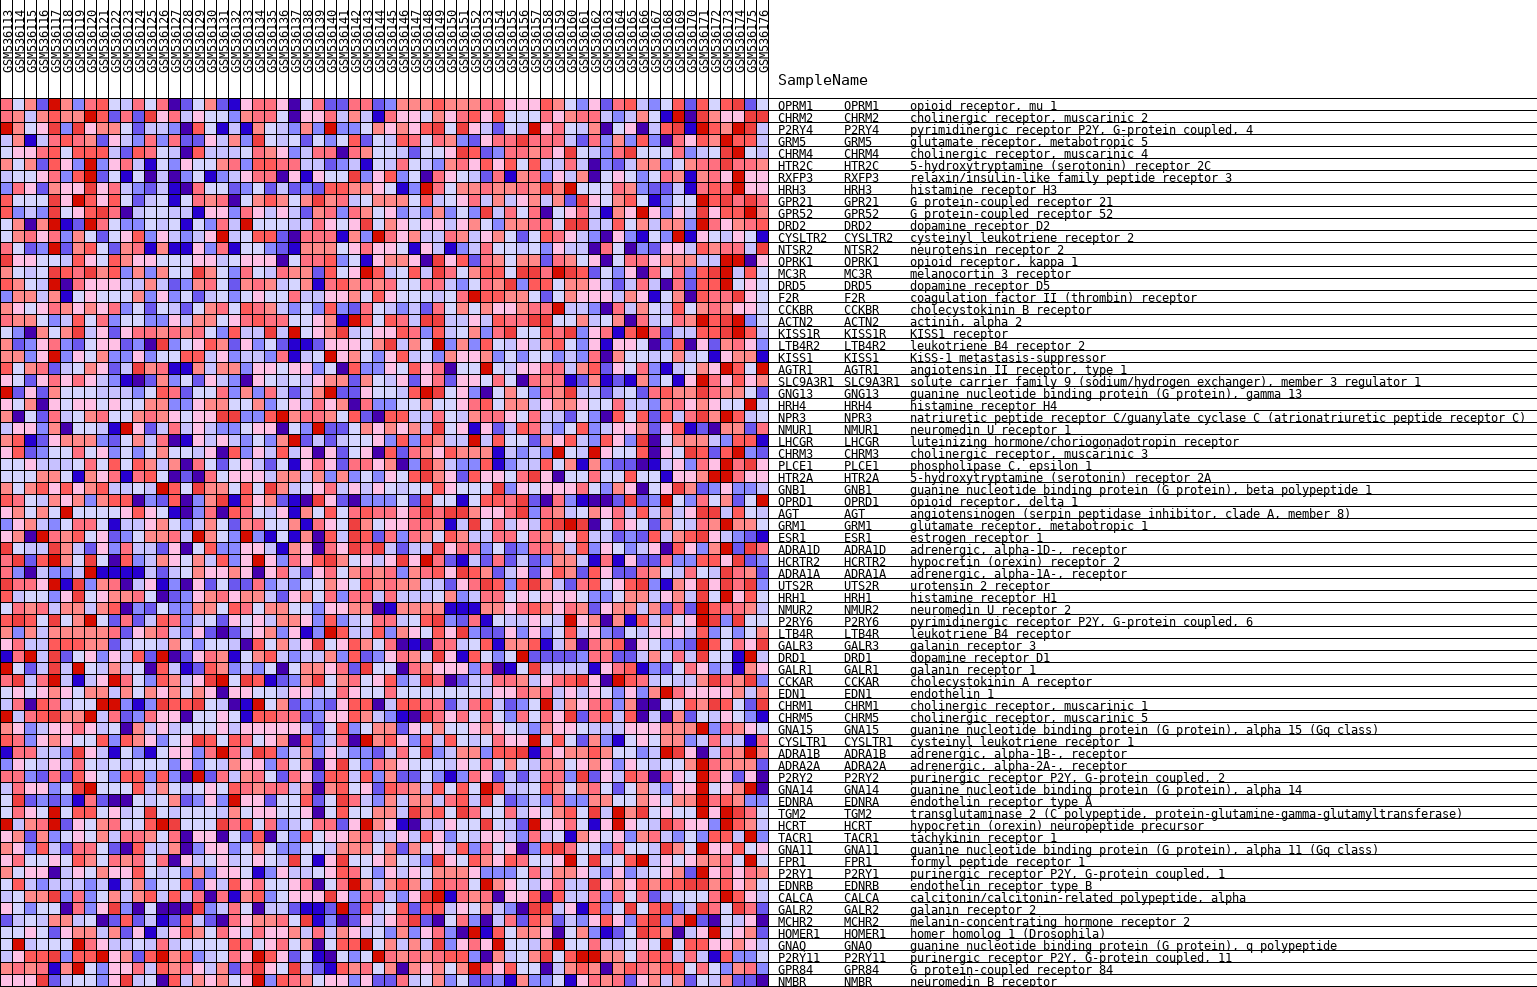 GSM536113 GSM536114 GSM536115 GSM536116 GSM536117 GSM536118 GSM536119 GSM536120 GSM536121 GSM536122 GSM536123 GSM536124 GSM536125 GSM536126 GSM536127 GSM536128 GSM536129 GSM536130 GSM536131 GSM536132 GSM536133 GSM536134 GSM536135 GSM536136 GSM536137 GSM536138 GSM536139 GSM536140 GSM536141 GSM536142 GSM536143 GSM536144 GSM536145 GSM536146 GSM536147 GSM536148 GSM536149 GSM536150 GSM536151 GSM536152 GSM536153 GSM536154 GSM536155 GSM536156 GSM536157 GSM536158 GSM536159 GSM536160 GSM536161 GSM536162 GSM536163 GSM536164 GSM536165 GSM536166 GSM536167 GSM536168 GSM536169 GSM536170 GSM536171 GSM536172 GSM536173 GSM536174 GSM536175 GSM536176
SampleName
OPRM1 OPRM1 opioid receptor, mu 1
CHRM2 CHRM2 cholinergic receptor, muscarinic 2
P2RY4 P2RY4 pyrimidinergic receptor P2Y, G-protein coupled, 4
GRM5 GRM5 glutamate receptor, metabotropic 5
CHRM4 CHRM4 cholinergic receptor, muscarinic 4
HTR2C HTR2C 5-hydroxytryptamine (serotonin) receptor 2C
RXFP3 RXFP3 relaxin/insulin-like family peptide receptor 3
HRH3 HRH3 histamine receptor H3
GPR21 GPR21 G protein-coupled receptor 21
GPR52 GPR52 G protein-coupled receptor 52
DRD2 DRD2 dopamine receptor D2
CYSLTR2 CYSLTR2 cysteinyl leukotriene receptor 2
NTSR2 NTSR2 neurotensin receptor 2
OPRK1 OPRK1 opioid receptor, kappa 1
MC3R MC3R melanocortin 3 receptor
DRD5 DRD5 dopamine receptor D5
F2R F2R coagulation factor II (thrombin) receptor
CCKBR CCKBR cholecystokinin B receptor
ACTN2 ACTN2 actinin, alpha 2
KISS1R KISS1R KISS1 receptor
LTB4R2 LTB4R2 leukotriene B4 receptor 2
KISS1 KISS1 KiSS-1 metastasis-suppressor
AGTR1 AGTR1 angiotensin II receptor, type 1
SLC9A3R1 SLC9A3R1 solute carrier family 9 (sodium/hydrogen exchanger), member 3 regulator 1
GNG13 GNG13 guanine nucleotide binding protein (G protein), gamma 13
HRH4 HRH4 histamine receptor H4
NPR3 NPR3 natriuretic peptide receptor C/guanylate cyclase C (atrionatriuretic peptide receptor C)
NMUR1 NMUR1 neuromedin U receptor 1
LHCGR LHCGR luteinizing hormone/choriogonadotropin receptor
CHRM3 CHRM3 cholinergic receptor, muscarinic 3
PLCE1 PLCE1 phospholipase C, epsilon 1
HTR2A HTR2A 5-hydroxytryptamine (serotonin) receptor 2A
GNB1 GNB1 guanine nucleotide binding protein (G protein), beta polypeptide 1
OPRD1 OPRD1 opioid receptor, delta 1
AGT AGT angiotensinogen (serpin peptidase inhibitor, clade A, member 8)
GRM1 GRM1 glutamate receptor, metabotropic 1
ESR1 ESR1 estrogen receptor 1
ADRA1D ADRA1D adrenergic, alpha-1D-, receptor
HCRTR2 HCRTR2 hypocretin (orexin) receptor 2
ADRA1A ADRA1A adrenergic, alpha-1A-, receptor
UTS2R UTS2R urotensin 2 receptor
HRH1 HRH1 histamine receptor H1
NMUR2 NMUR2 neuromedin U receptor 2
P2RY6 P2RY6 pyrimidinergic receptor P2Y, G-protein coupled, 6
LTB4R LTB4R leukotriene B4 receptor
GALR3 GALR3 galanin receptor 3
DRD1 DRD1 dopamine receptor D1
GALR1 GALR1 galanin receptor 1
CCKAR CCKAR cholecystokinin A receptor
EDN1 EDN1 endothelin 1
CHRM1 CHRM1 cholinergic receptor, muscarinic 1
CHRM5 CHRM5 cholinergic receptor, muscarinic 5
GNA15 GNA15 guanine nucleotide binding protein (G protein), alpha 15 (Gq class)
CYSLTR1 CYSLTR1 cysteinyl leukotriene receptor 1
ADRA1B ADRA1B adrenergic, alpha-1B-, receptor
ADRA2A ADRA2A adrenergic, alpha-2A-, receptor
P2RY2 P2RY2 purinergic receptor P2Y, G-protein coupled, 2
GNA14 GNA14 guanine nucleotide binding protein (G protein), alpha 14
EDNRA EDNRA endothelin receptor type A
TGM2 TGM2 transglutaminase 2 (C polypeptide, protein-glutamine-gamma-glutamyltransferase)
HCRT HCRT hypocretin (orexin) neuropeptide precursor
TACR1 TACR1 tachykinin receptor 1
GNA11 GNA11 guanine nucleotide binding protein (G protein), alpha 11 (Gq class)
FPR1 FPR1 formyl peptide receptor 1
P2RY1 P2RY1 purinergic receptor P2Y, G-protein coupled, 1
EDNRB EDNRB endothelin receptor type B
CALCA CALCA calcitonin/calcitonin-related polypeptide, alpha
GALR2 GALR2 galanin receptor 2
MCHR2 MCHR2 melanin-concentrating hormone receptor 2
HOMER1 HOMER1 homer homolog 1 (Drosophila)
GNAQ GNAQ guanine nucleotide binding protein (G protein), q polypeptide
P2RY11 P2RY11 purinergic receptor P2Y, G-protein coupled, 11
GPR84 GPR84 G protein-coupled receptor 84
NMBR NMBR neuromedin B receptor